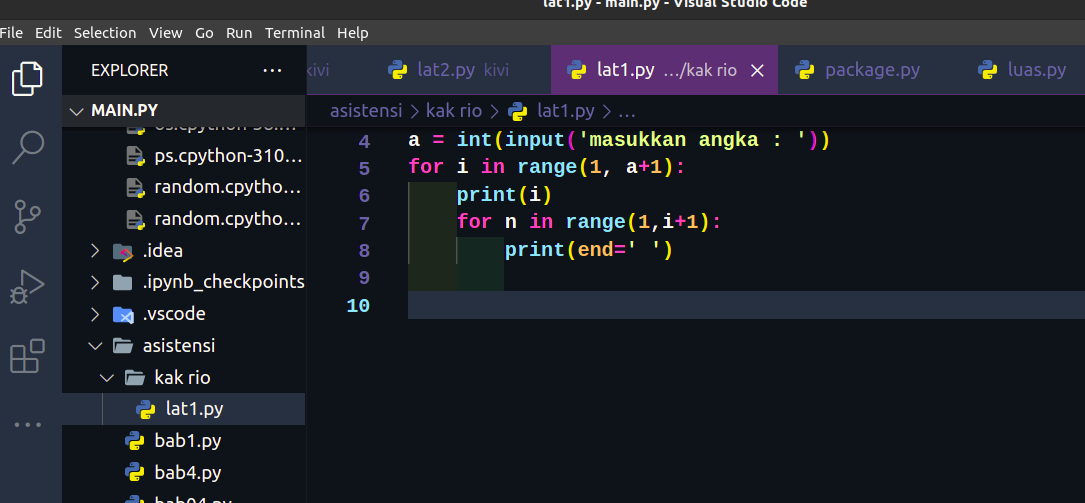 lat1.py - main.py - Visual Studio Code
File Edit Selection View Go Run Terminal Help
EXPLORER ...
kivi
lat2.py kivi
lat1.py .../kak rio
package.py
luas.py
MAIN.PY
asistensi > kak rio > lat1.py > ...
ps.cpython-310...
random.cpytho...
random.cpytho...
.idea
.ipynb_checkpoints
.vscode
asistensi
kak rio
lat1.py
bab1.py
bab4.py
4 a = int(input('masukkan angka : '))
5 for i in range(1, a+1):
6 print(i)
7 for n in range(1,i+1):
8 print(end=' ')
9
10